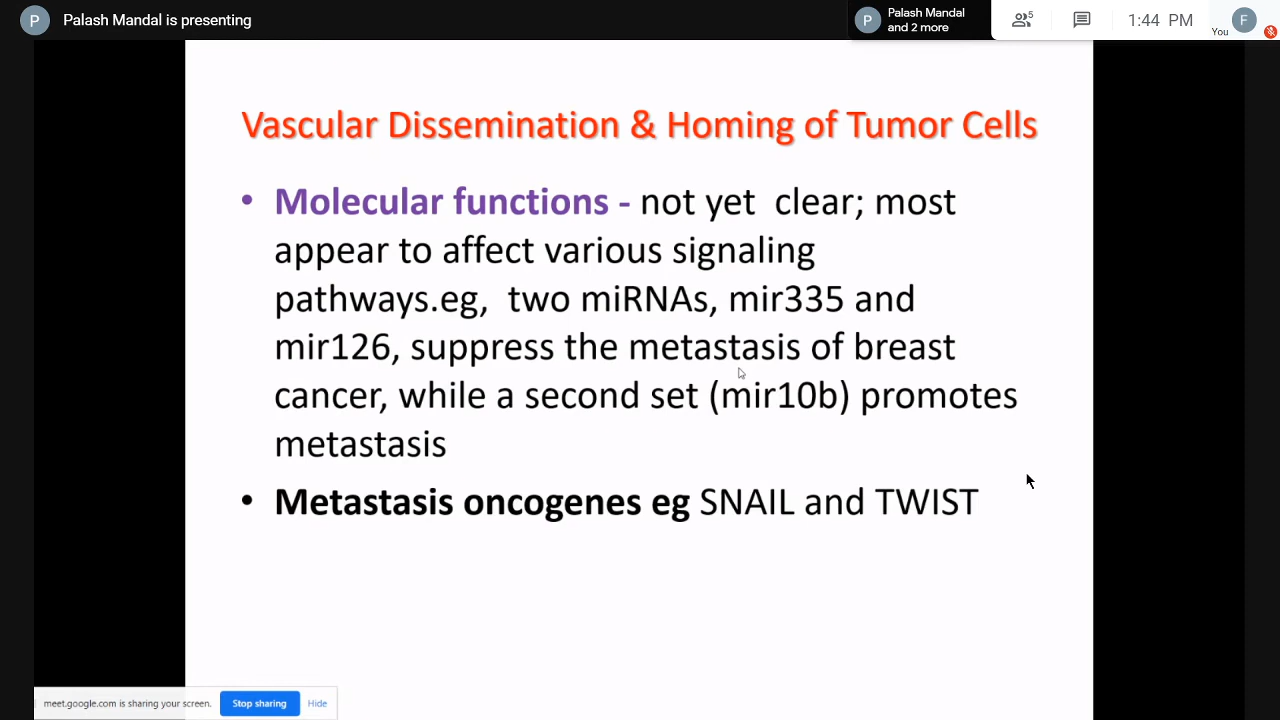 P Palash Mandal is presenting
P Palash Mandal
and 2 more
5
1:44 PM
You
F
Vascular Dissemination & Homing of Tumor Cells
• Molecular functions - not yet clear; most
appear to affect various signaling
pathways.eg, two miRNAs, mir335 and
mir126, suppress the metastasis of breast
cancer, while a second set (mir10b) promotes
metastasis
• Metastasis oncogenes eg SNAIL and TWIST
meet.google.com is sharing your screen. Stop sharing Hide